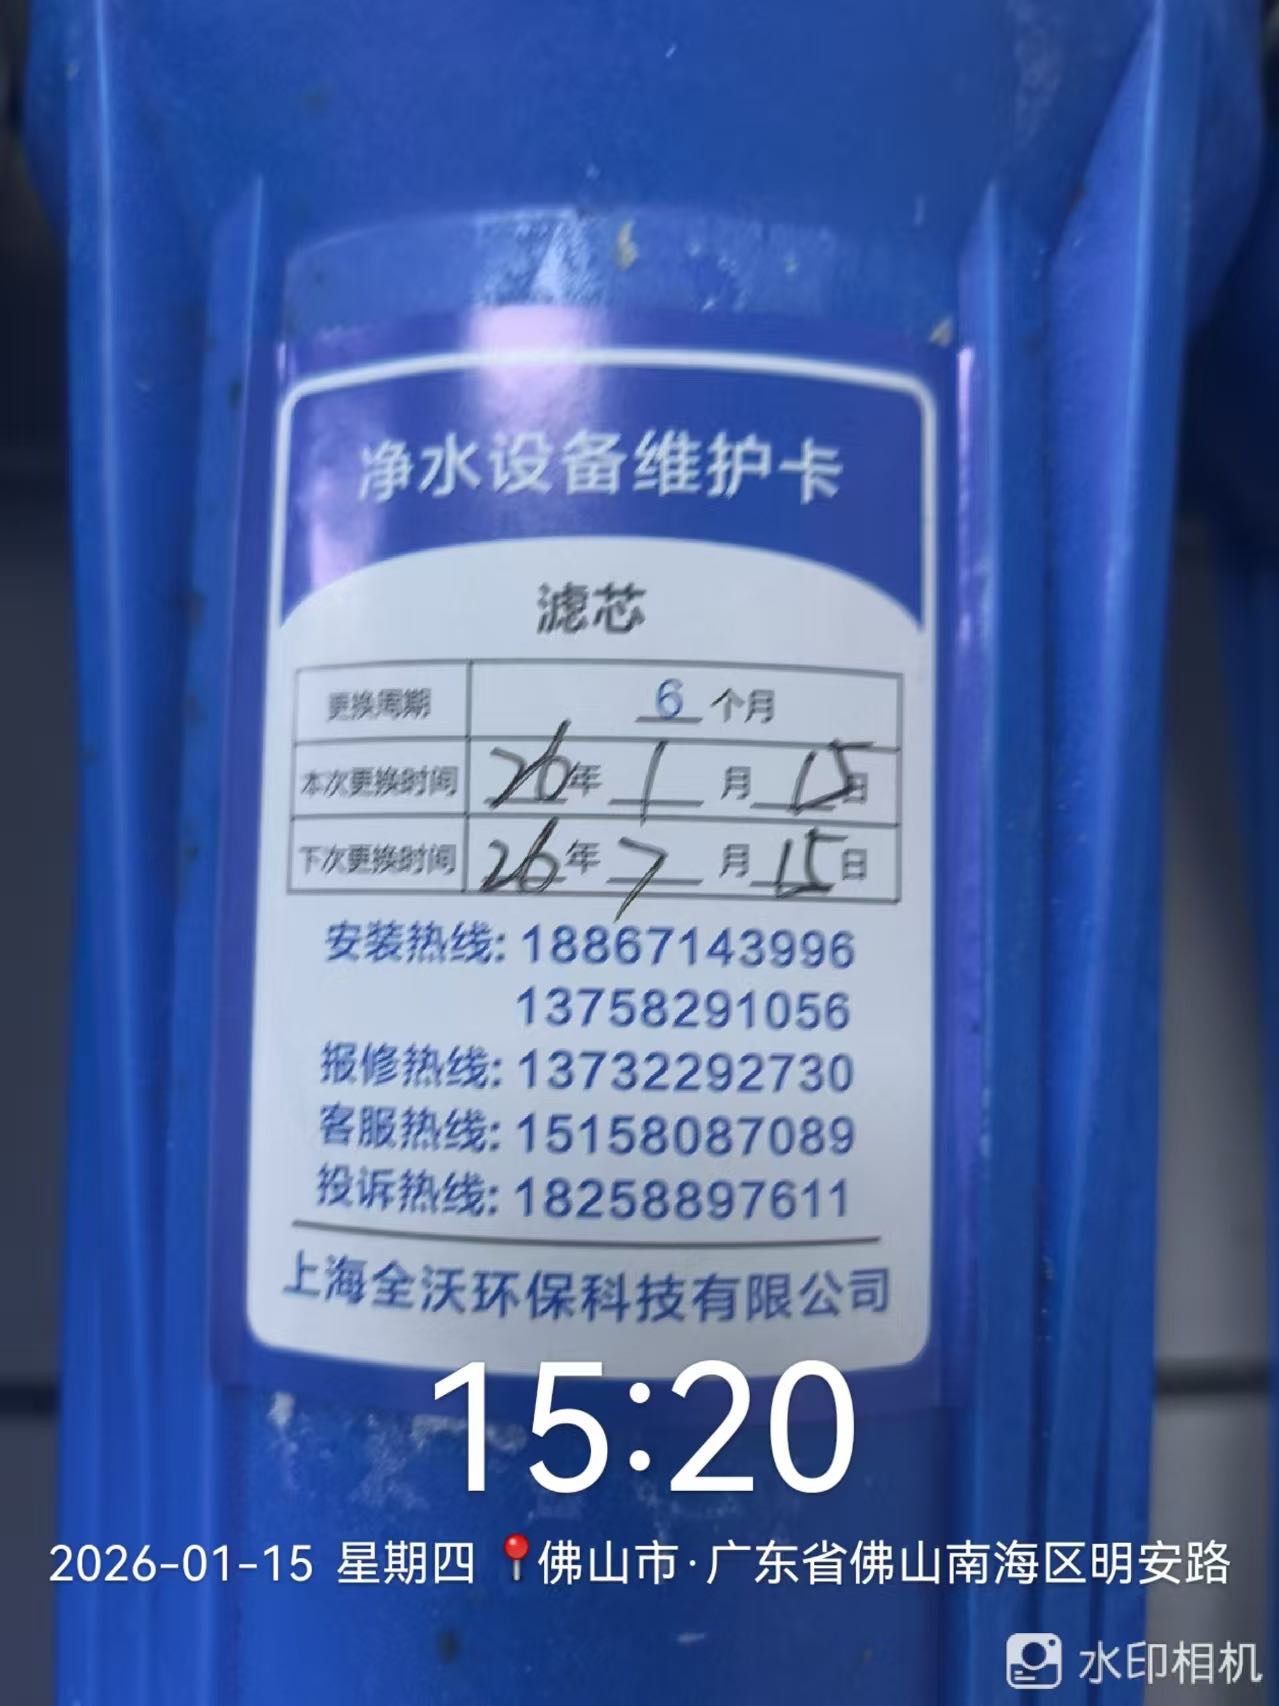 净水设备维护卡
滤芯
更换周期 6 个月
本次更换时间 26年 1 月 15日
下次更换时间 26年 7 月 15日
安装热线: 18867143996
13758291056
报修热线: 13732292730
客服热线: 15158087089
投诉热线: 18258897611
上海全沃环保科技有限公司
15:20
2026-01-15 星期四 📍佛山市·广东省佛山南海区明安路
水印相机